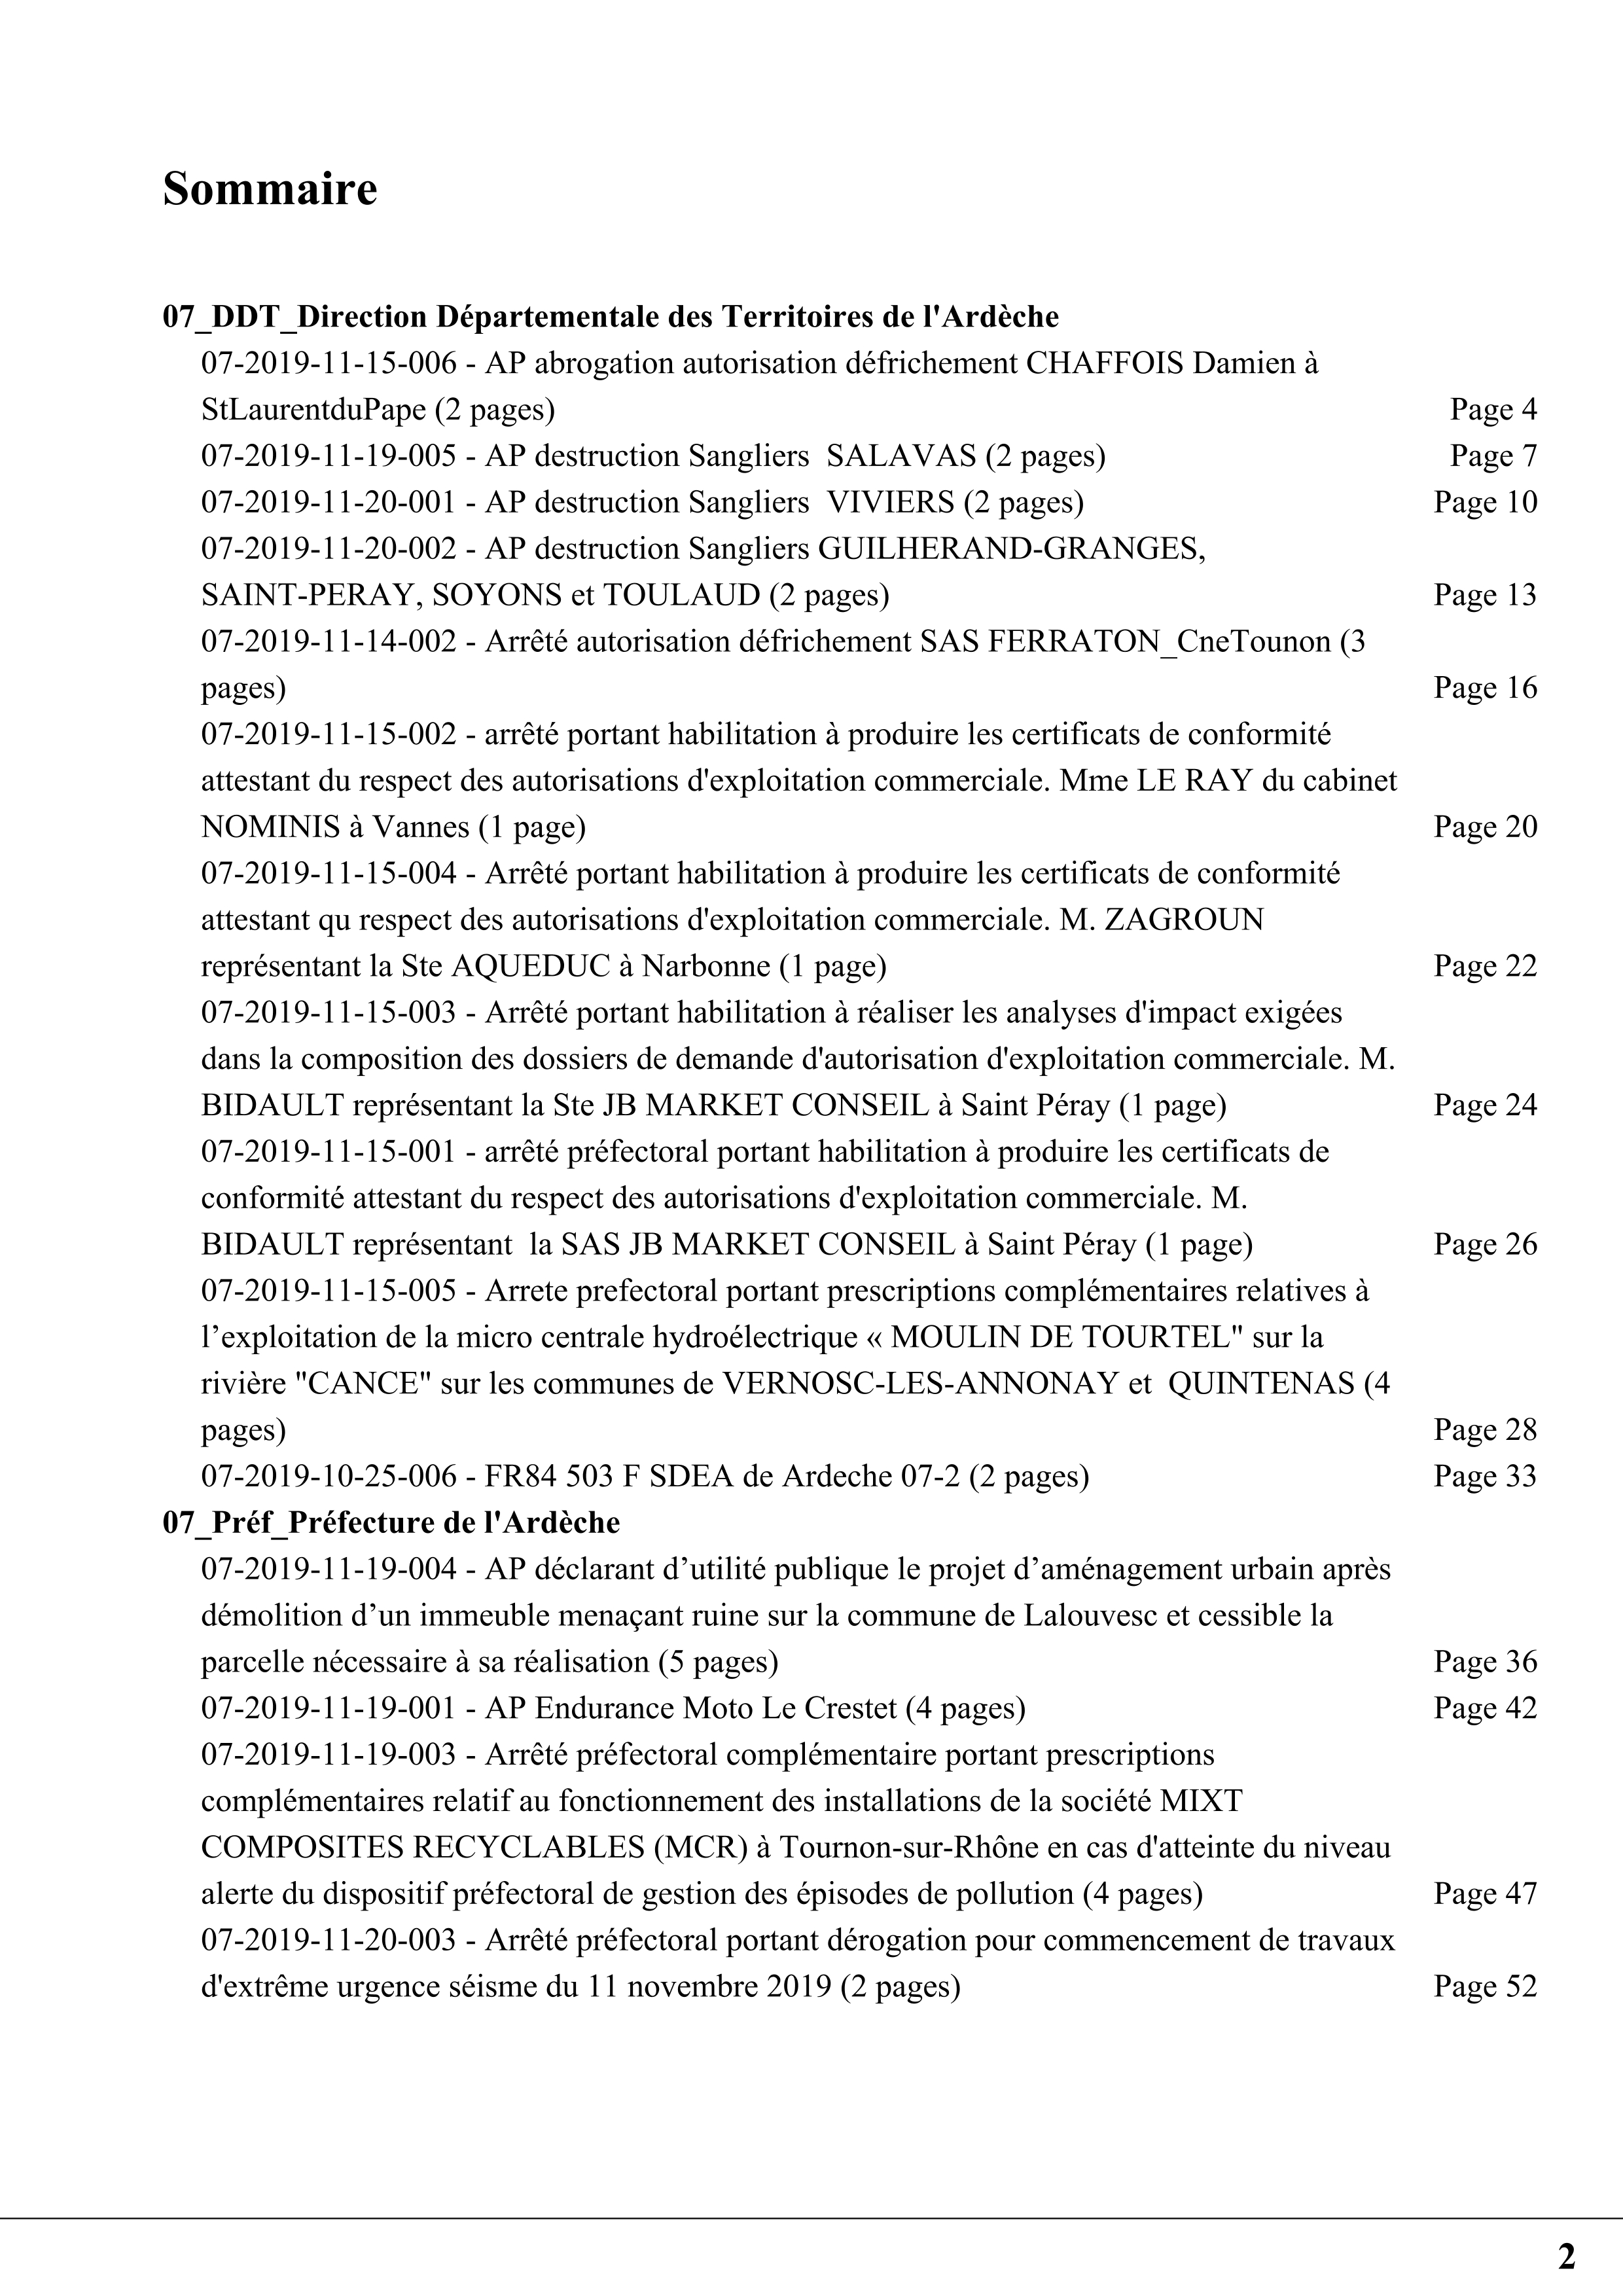 Sommaire
07_DDT_Direction Départementale des Territoires de l'Ardèche
07-2019-11-15-006 - AP abrogation autorisation défrichement CHAFFOIS Damien à
StLaurentduPape (2 pages) Page 4
07-2019-11-19-005 - AP destruction Sangliers  SALAVAS (2 pages) Page 7
07-2019-11-20-001 - AP destruction Sangliers  VIVIERS (2 pages) Page 10
07-2019-11-20-002 - AP destruction Sangliers GUILHERAND-GRANGES,
SAINT-PERAY, SOYONS et TOULAUD (2 pages) Page 13
07-2019-11-14-002 - Arrêté autorisation défrichement SAS FERRATON_CneTounon (3
pages) Page 16
07-2019-11-15-002 - arrêté portant habilitation à produire les certificats de conformité
attestant du respect des autorisations d'exploitation commerciale. Mme LE RAY du cabinet
NOMINIS à Vannes (1 page) Page 20
07-2019-11-15-004 - Arrêté portant habilitation à produire les certificats de conformité
attestant qu respect des autorisations d'exploitation commerciale. M. ZAGROUN
représentant la Ste AQUEDUC à Narbonne (1 page) Page 22
07-2019-11-15-003 - Arrêté portant habilitation à réaliser les analyses d'impact exigées
dans la composition des dossiers de demande d'autorisation d'exploitation commerciale. M.
BIDAULT représentant la Ste JB MARKET CONSEIL à Saint Péray (1 page) Page 24
07-2019-11-15-001 - arrêté préfectoral portant habilitation à produire les certificats de
conformité attestant du respect des autorisations d'exploitation commerciale. M.
BIDAULT représentant  la SAS JB MARKET CONSEIL à Saint Péray (1 page) Page 26
07-2019-11-15-005 - Arrete prefectoral portant prescriptions complémentaires relatives à
l’exploitation de la micro centrale hydroélectrique « MOULIN DE TOURTEL" sur la
rivière "CANCE" sur les communes de VERNOSC-LES-ANNONAY et  QUINTENAS (4
pages) Page 28
07-2019-10-25-006 - FR84 503 F SDEA de Ardeche 07-2 (2 pages) Page 33
07_Préf_Préfecture de l'Ardèche
07-2019-11-19-004 - AP déclarant d’utilité publique le projet d’aménagement urbain après
démolition d’un immeuble menaçant ruine sur la commune de Lalouvesc et cessible la
parcelle nécessaire à sa réalisation (5 pages) Page 36
07-2019-11-19-001 - AP Endurance Moto Le Crestet (4 pages) Page 42
07-2019-11-19-003 - Arrêté préfectoral complémentaire portant prescriptions
complémentaires relatif au fonctionnement des installations de la société MIXT
COMPOSITES RECYCLABLES (MCR) à Tournon-sur-Rhône en cas d'atteinte du niveau
alerte du dispositif préfectoral de gestion des épisodes de pollution (4 pages) Page 47
07-2019-11-20-003 - Arrêté préfectoral portant dérogation pour commencement de travaux
d'extrême urgence séisme du 11 novembre 2019 (2 pages) Page 52
2